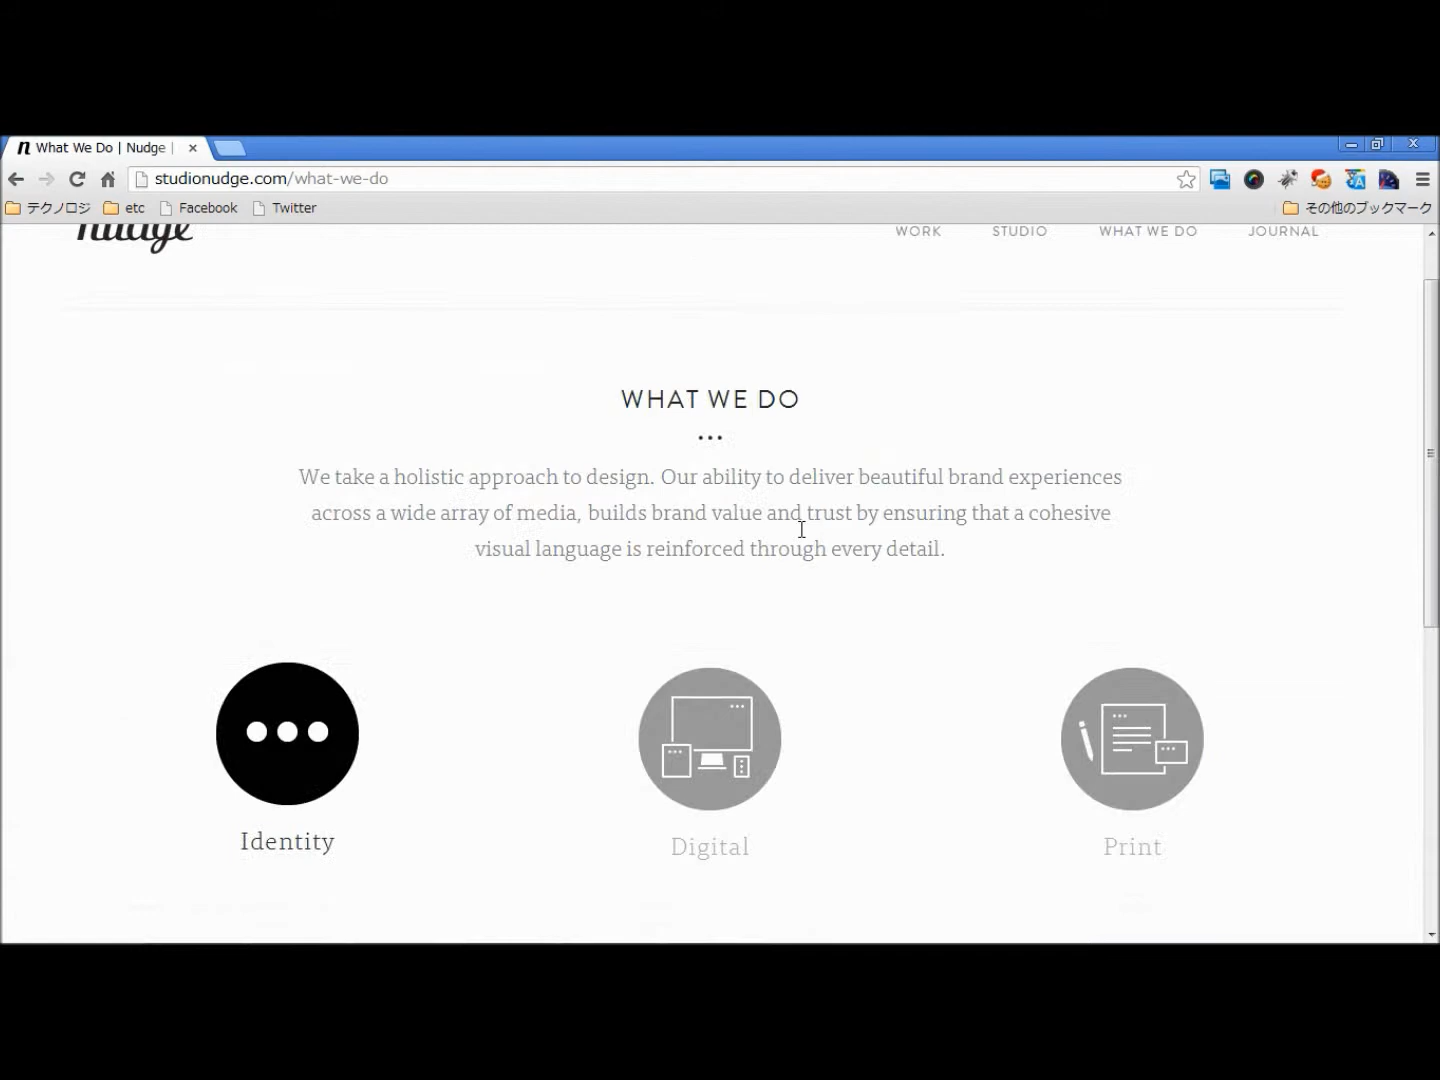 What We Do | Nudge |
studionudge.com/what-we-do
テクノロジ etc Facebook Twitter その他のブックマーク
nudge WORK STUDIO WHAT WE DO JOURNAL
WHAT WE DO
We take a holistic approach to design. Our ability to deliver beautiful brand experiences
across a wide array of media, builds brand value and trust by ensuring that a cohesive
visual language is reinforced through every detail.
Identity Digital Print